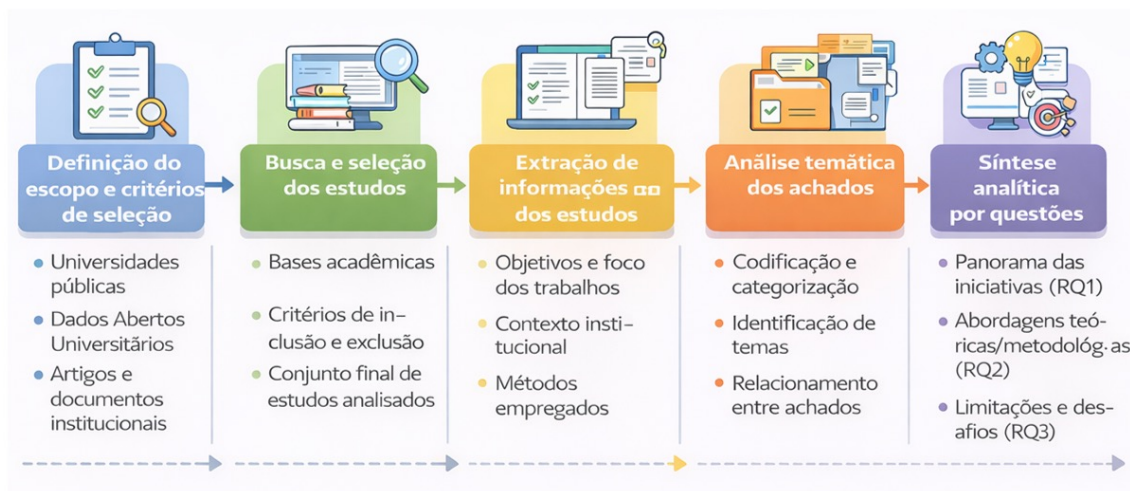 Definição do
escopo e critérios
de seleção
Universidades
públicas
Dados Abertos
Universitários
Artigos e
documentos
institucionais
Busca e seleção
dos estudos
Bases acadêmicas
Critérios de in–
clusão e exclusão
Conjunto final de
estudos analisados
Extração de
informações
dos estudos
Objetivos e foco
dos trabalhos
Contexto insti–
tucional
Métodos
empregados
Análise temática
dos achados
Codificação e
categorização
Identificação de
temas
Relacionamento
entre achados
Síntese
analítica
por questões
Panorama das
iniciativas (RQ1)
Abordagens teó-
ricas/metodológ. as
(RQ2)
Limitações e des–
afios (RQ3)